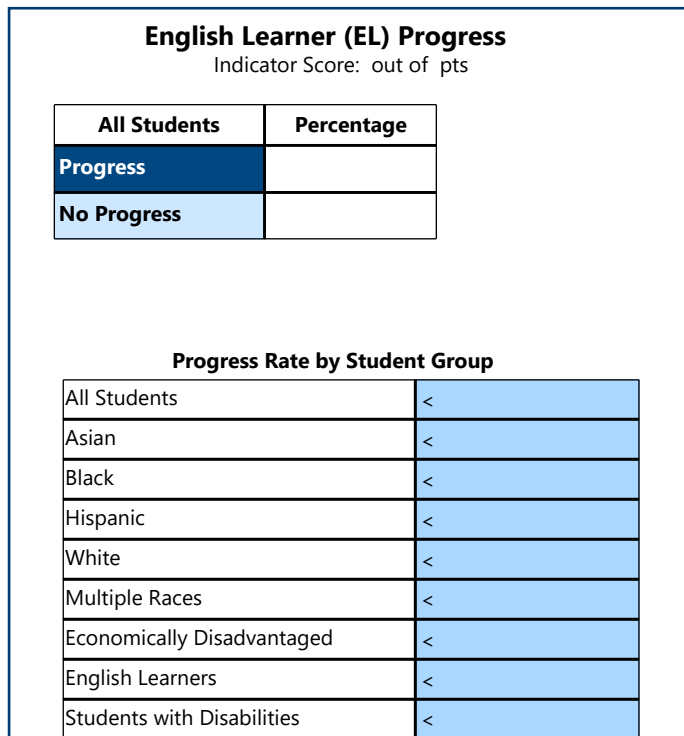 English Learner (EL) Progress
Indicator Score: out of pts
All Students Percentage
Progress
No Progress
Progress Rate by Student Group
All Students <
Asian <
Black <
Hispanic <
White <
Multiple Races <
Economically Disadvantaged <
English Learners <
Students with Disabilities <